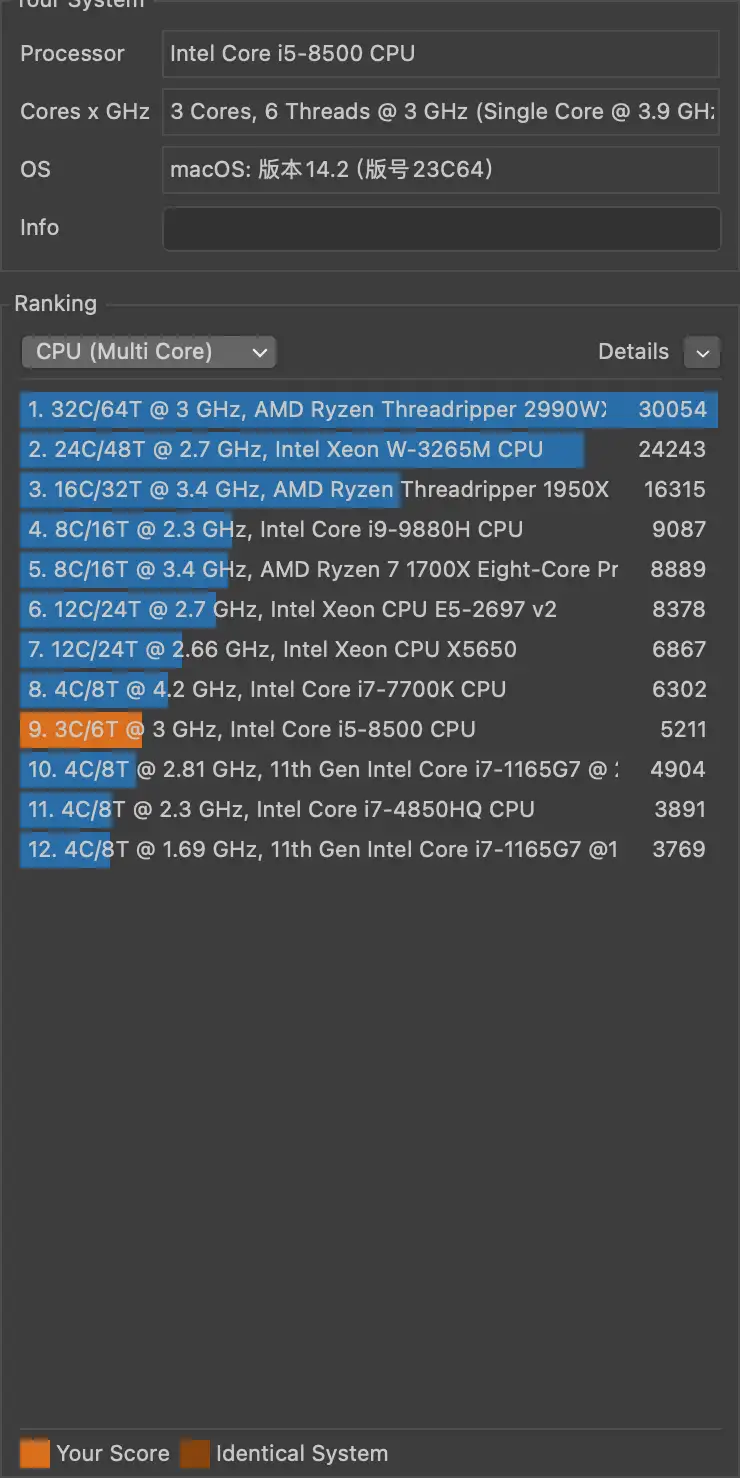 Your System
Processor Intel Core i5-8500 CPU
Cores x GHz 3 Cores, 6 Threads @ 3 GHz (Single Core @ 3.9 GHz
OS macOS: 版本14.2 (版号23C64)
Info
Ranking
CPU (Multi Core) Details
1. 32C/64T @ 3 GHz, AMD Ryzen Threadripper 2990WX 30054
2. 24C/48T @ 2.7 GHz, Intel Xeon W-3265M CPU 24243
3. 16C/32T @ 3.4 GHz, AMD Ryzen Threadripper 1950X 16315
4. 8C/16T @ 2.3 GHz, Intel Core i9-9880H CPU 9087
5. 8C/16T @ 3.4 GHz, AMD Ryzen 7 1700X Eight-Core Pr 8889
6. 12C/24T @ 2.7 GHz, Intel Xeon CPU E5-2697 v2 8378
7. 12C/24T @ 2.66 GHz, Intel Xeon CPU X5650 6867
8. 4C/8T @ 4.2 GHz, Intel Core i7-7700K CPU 6302
9. 3C/6T @ 3 GHz, Intel Core i5-8500 CPU 5211
10. 4C/8T @ 2.81 GHz, 11th Gen Intel Core i7-1165G7 @ 4904
11. 4C/8T @ 2.3 GHz, Intel Core i7-4850HQ CPU 3891
12. 4C/8T @ 1.69 GHz, 11th Gen Intel Core i7-1165G7 @1 3769
Your Score Identical System